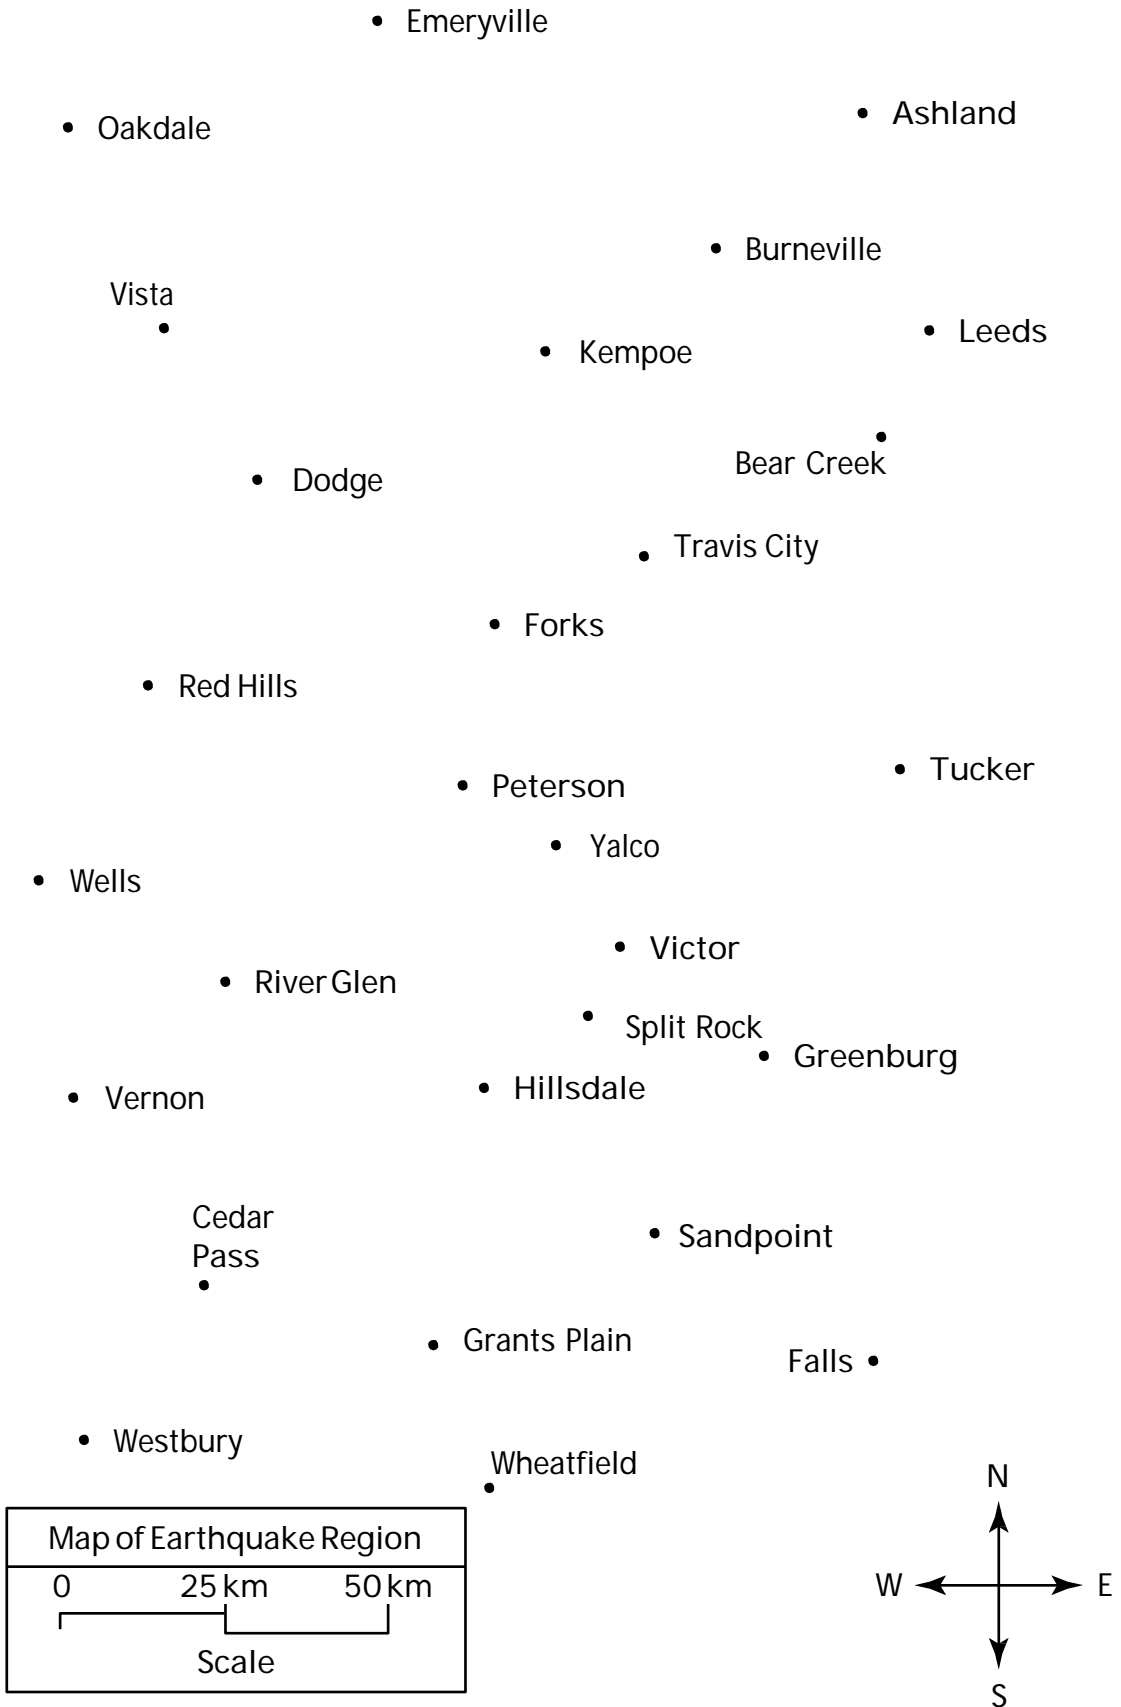 Emeryville
Ashland
Oakdale
Burneville
Vista
Leeds
Kempoe
Bear Creek
Dodge
Travis City
Forks
Red Hills
Tucker
Peterson
Yalco
Wells
Victor
River Glen
Split Rock
Greenburg
Hillsdale
Vernon
Cedar
Pass
Sandpoint
Grants Plain
Falls
Westbury
Wheatfield
Map of Earthquake Region
0 25 km 50 km
Scale
N
W E
S